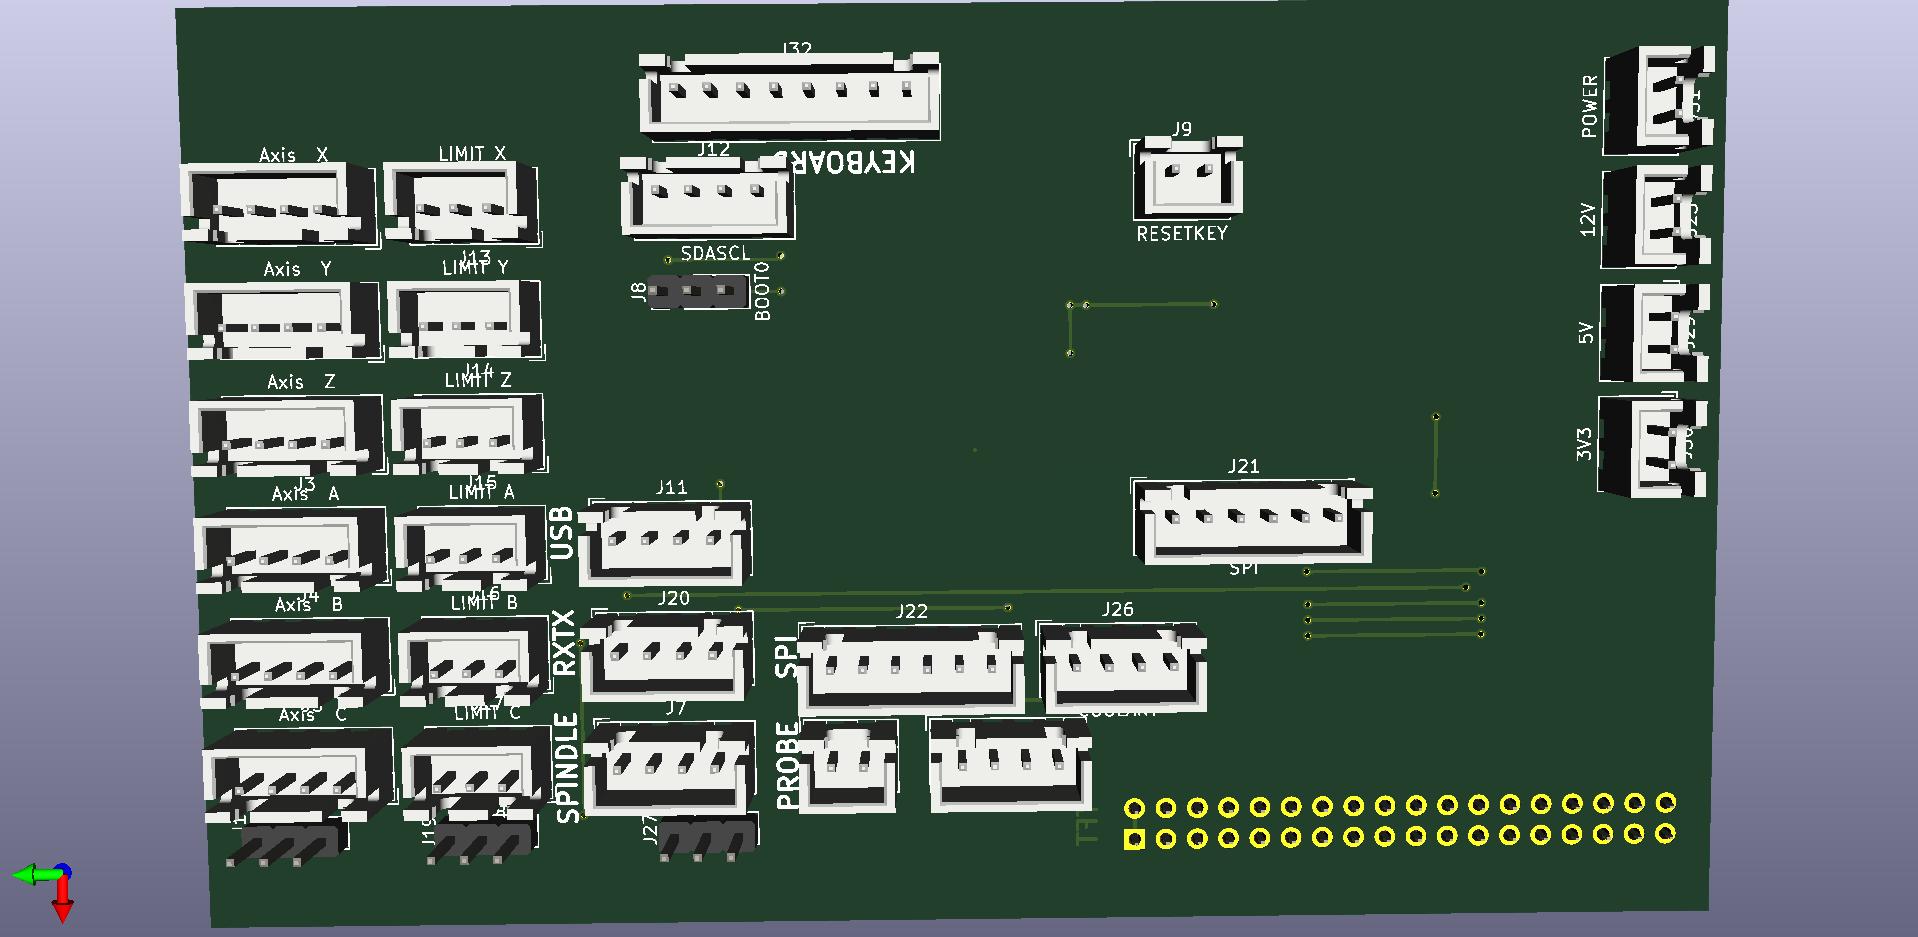 J32
KEYBOARD
J12
SDASCL
J8
BOOT0
J9
RESETKEY
POWER
12V
5V
3V3
Axis X
LIMIT X
J13
Axis Y
LIMIT Y
J14
Axis Z
LIMIT Z
J3
J15
Axis A
LIMIT A
J4
J16
Axis B
LIMIT B
Axis C
LIMIT C
J11
USB
J20
RXTX
J7
SPINDLE
J27
J21
SPI
J22
SPI
J26
COOLANT
PROBE